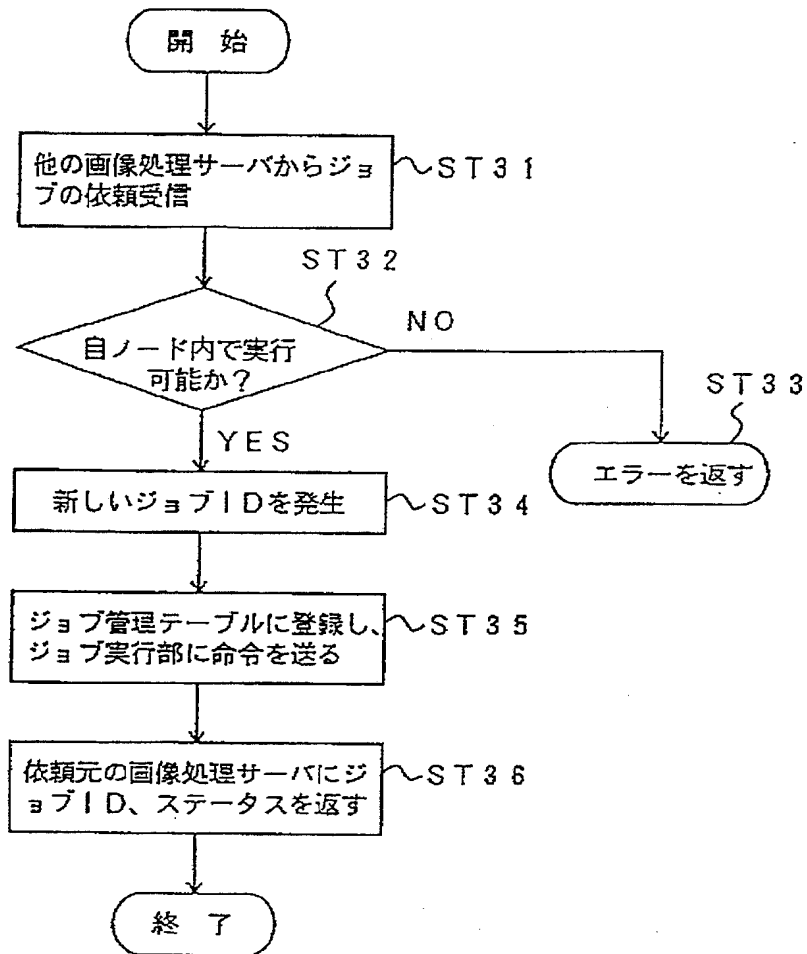 開 始
他の画像処理サーバからジョ
ブの依頼受信
ST31
ST32
自ノード内で実行
可能か?
NO
ST33
エラーを返す
YES
新しいジョブIDを発生
ST34
ジョブ管理テーブルに登録し、
ジョブ実行部に命令を送る
ST35
依頼元の画像処理サーバにジ
ョブID、ステータスを返す
ST36
終 了